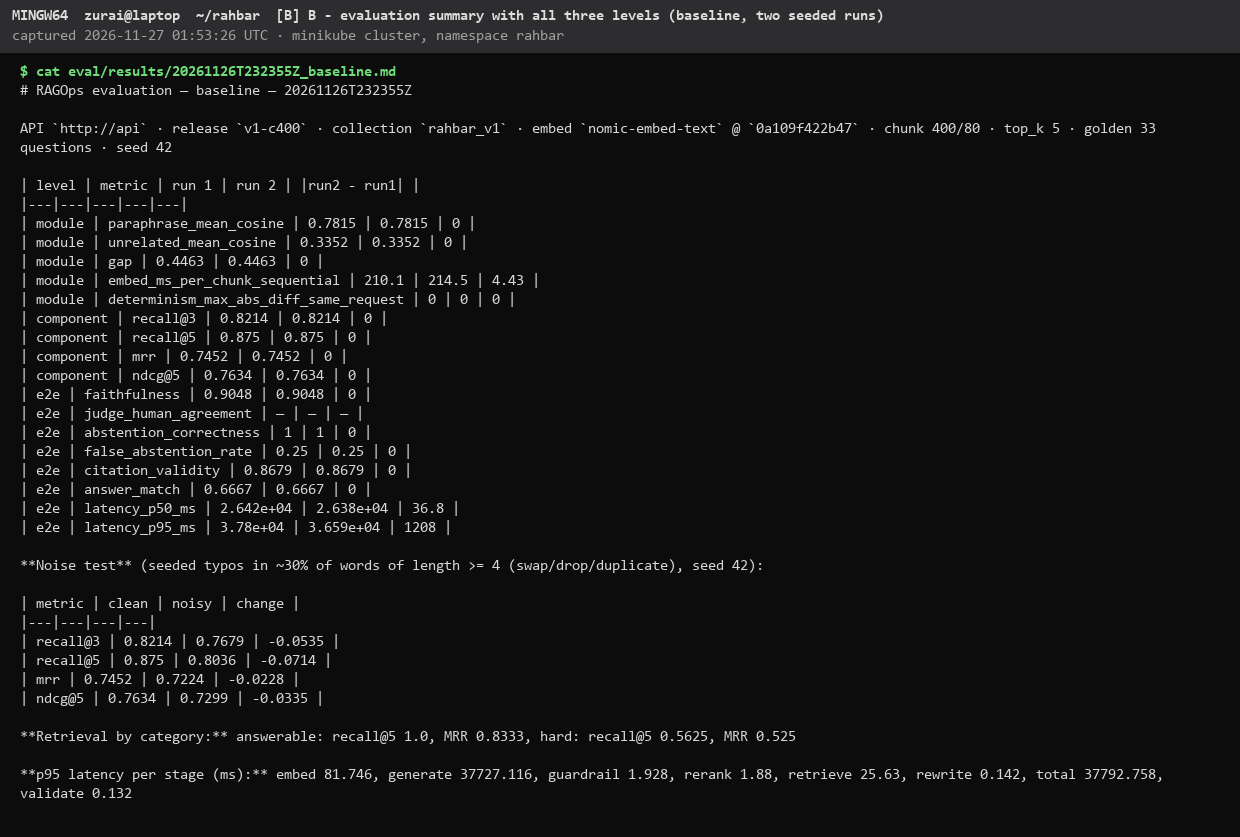 MINGW64  zurai@laptop  ~/rahbar  [B] B - evaluation summary with all three levels (baseline, two seeded runs)
captured 2026-11-27 01:53:26 UTC · minikube cluster, namespace rahbar
$ cat eval/results/20261126T232355Z_baseline.md
# RAGOps evaluation — baseline — 20261126T232355Z
API `http://api` · release `v1-c400` · collection `rahbar_v1` · embed `nomic-embed-text` @ `0a109f422b47` · chunk 400/80 · top_k 5 · golden 33
questions · seed 42
| level | metric | run 1 | run 2 | |run2 - run1| |
|---|---|---|---|---|
| module | paraphrase_mean_cosine | 0.7815 | 0.7815 | 0 |
| module | unrelated_mean_cosine | 0.3352 | 0.3352 | 0 |
| module | gap | 0.4463 | 0.4463 | 0 |
| module | embed_ms_per_chunk_sequential | 210.1 | 214.5 | 4.43 |
| module | determinism_max_abs_diff_same_request | 0 | 0 | 0 |
| component | recall@3 | 0.8214 | 0.8214 | 0 |
| component | recall@5 | 0.875 | 0.875 | 0 |
| component | mrr | 0.7452 | 0.7452 | 0 |
| component | ndcg@5 | 0.7634 | 0.7634 | 0 |
| e2e | faithfulness | 0.9048 | 0.9048 | 0 |
| e2e | judge_human_agreement | — | — | — |
| e2e | abstention_correctness | 1 | 1 | 0 |
| e2e | false_abstention_rate | 0.25 | 0.25 | 0 |
| e2e | citation_validity | 0.8679 | 0.8679 | 0 |
| e2e | answer_match | 0.6667 | 0.6667 | 0 |
| e2e | latency_p50_ms | 2.642e+04 | 2.638e+04 | 36.8 |
| e2e | latency_p95_ms | 3.78e+04 | 3.659e+04 | 1208 |
**Noise test** (seeded typos in ~30% of words of length >= 4 (swap/drop/duplicate), seed 42):
| metric | clean | noisy | change |
|---|---|---|---|
| recall@3 | 0.8214 | 0.7679 | -0.0535 |
| recall@5 | 0.875 | 0.8036 | -0.0714 |
| mrr | 0.7452 | 0.7224 | -0.0228 |
| ndcg@5 | 0.7634 | 0.7299 | -0.0335 |
**Retrieval by category:** answerable: recall@5 1.0, MRR 0.8333, hard: recall@5 0.5625, MRR 0.525
**p95 latency per stage (ms):** embed 81.746, generate 37727.116, guardrail 1.928, rerank 1.88, retrieve 25.63, rewrite 0.142, total 37792.758,
validate 0.132